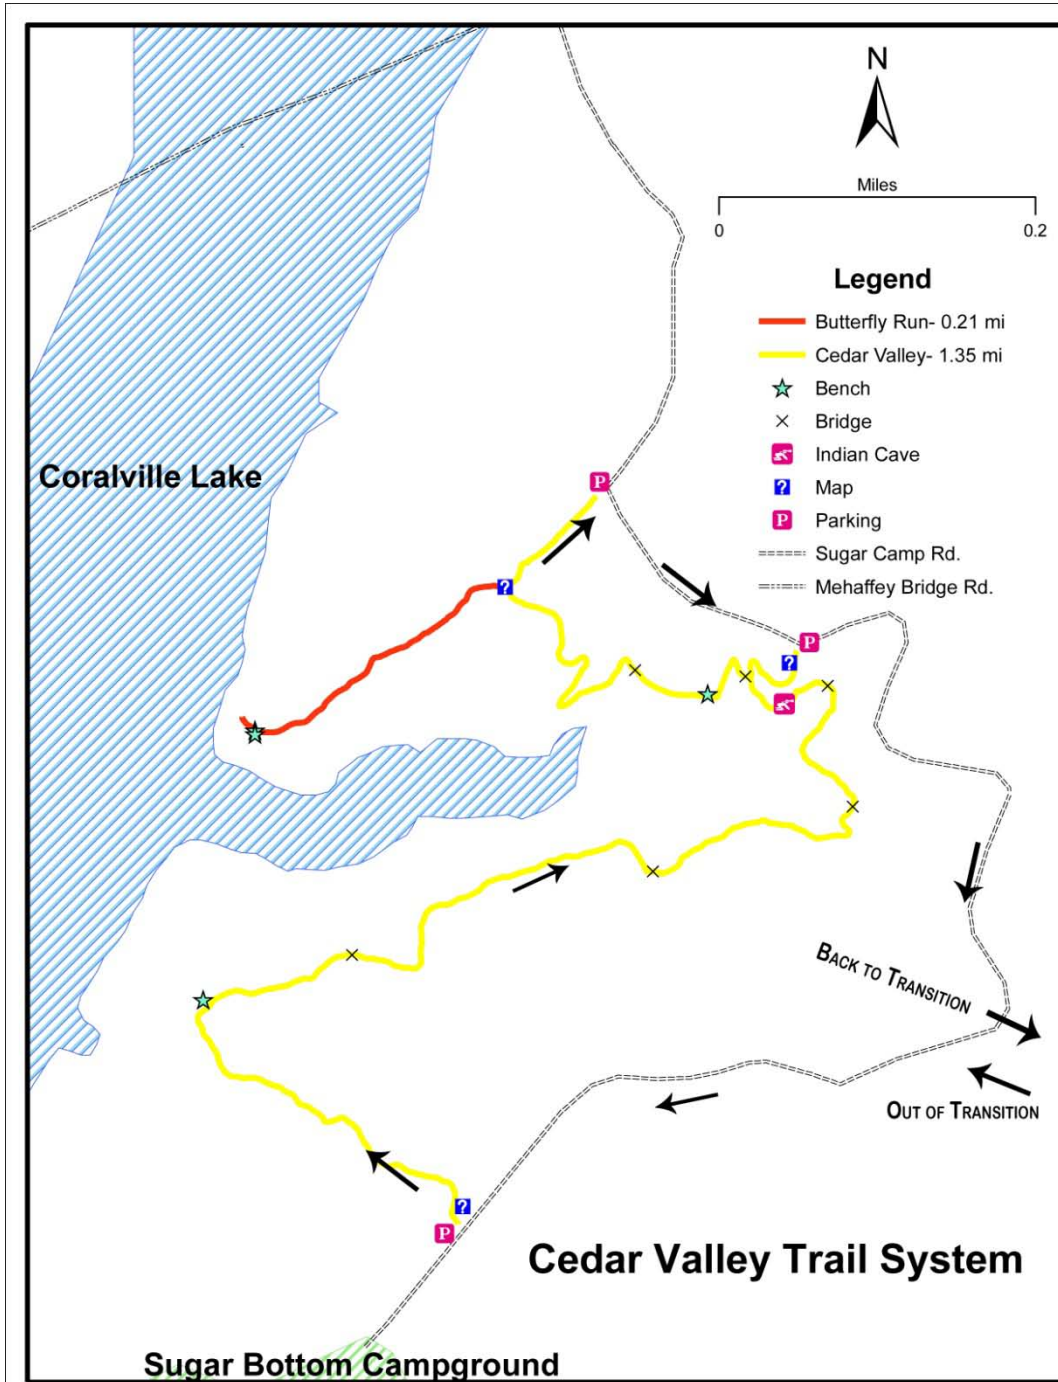 N
Miles
0 0.2
Legend
Butterfly Run- 0.21 mi
Cedar Valley- 1.35 mi
Bench
Bridge
Indian Cave
? Map
P Parking
Sugar Camp Rd.
Mehaffey Bridge Rd.
Coralville Lake
P
?
P
?
BACK TO TRANSITION
OUT OF TRANSITION
?
P
Cedar Valley Trail System
Sugar Bottom Campground